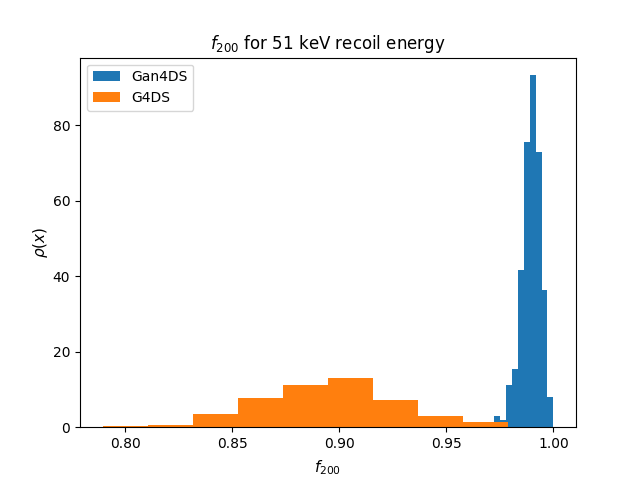 f₂₀₀ for 51 keV recoil energy
Gan4DS
G4DS
ρ(x)
80
60
40
20
0
0.80 0.85 0.90 0.95 1.00
f₂₀₀